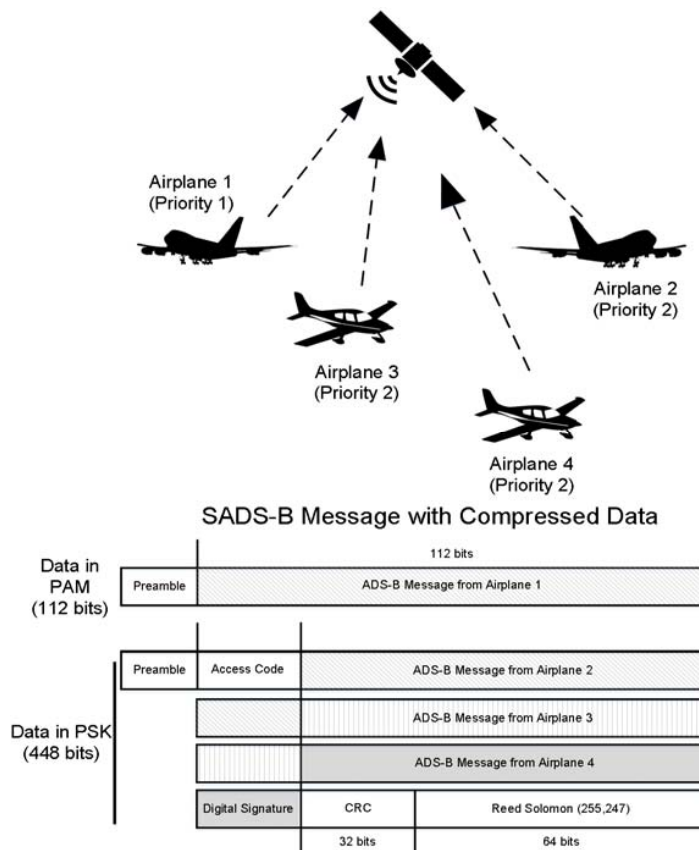 Airplane 1
(Priority 1)
Airplane 2
(Priority 2)
Airplane 3
(Priority 2)
Airplane 4
(Priority 2)
SADS-B Message with Compressed Data
Data in
PAM
(112 bits)
112 bits
Preamble
ADS-B Message from Airplane 1
Data in PSK
(448 bits)
Preamble
Access Code
ADS-B Message from Airplane 2
ADS-B Message from Airplane 3
ADS-B Message from Airplane 4
Digital Signature
CRC
Reed Solomon (255,247)
32 bits
64 bits